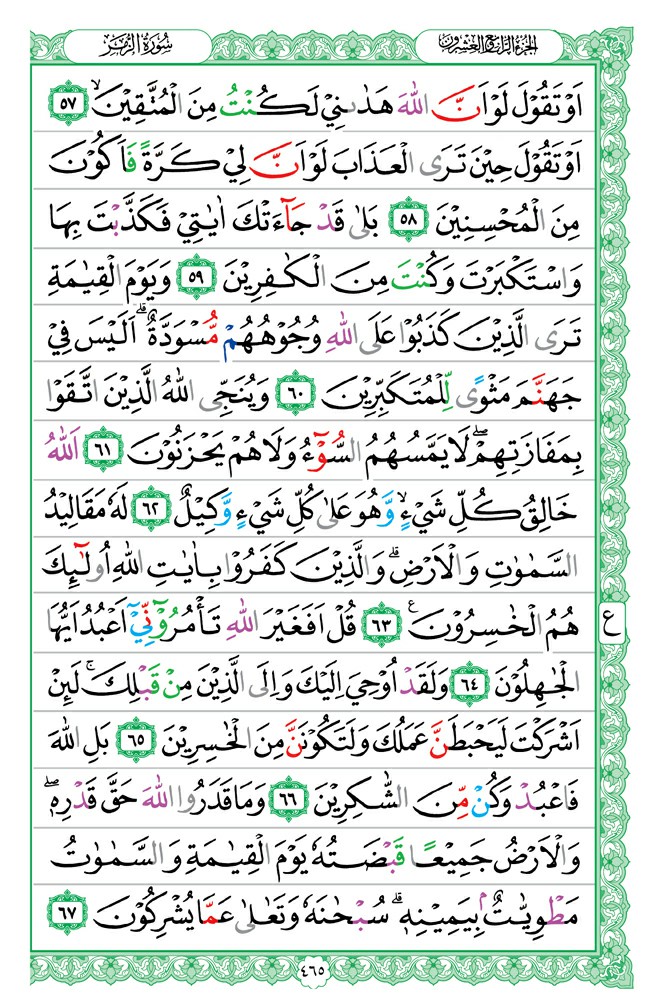 الجزء الرابع والعشرون
سورة الزمر
اَوۡ تَقُوۡلَ لَوۡ اَنَّ اللّٰهَ هَدٰٮنِىۡ لَكُنۡتُ مِنَ الۡمُتَّقِيۡنَۙ ٥٧
اَوۡ تَقُوۡلَ حِيۡنَ تَرَى الۡعَذَابَ لَوۡ اَنَّ لِىۡ كَرَّةً فَاَكُوۡنَ
مِنَ الۡمُحۡسِنِيۡنَ ٥٨ بَلٰى قَدۡ جَآءَتۡكَ اٰيٰتِىۡ فَكَذَّبۡتَ بِهَا
وَاسۡتَكۡبَرۡتَ وَكُنۡتَ مِنَ الۡكٰفِرِيۡنَ ٥٩ وَيَوۡمَ الۡقِيٰمَةِ
تَرَى الَّذِيۡنَ كَذَبُوۡا عَلَى اللّٰهِ وُجُوۡهُهُمۡ مُّسۡوَدَّةٌ ؕ اَلَيۡسَ فِىۡ
جَهَنَّمَ مَثۡوًى لِّلۡمُتَكَبِّرِيۡنَ ٦٠ وَيُنَجِّى اللّٰهُ الَّذِيۡنَ اتَّقَوۡا
بِمَفَازَتِهِمۡ لَا يَمَسُّهُمُ السُّوۡٓءُ وَلَا هُمۡ يَحۡزَنُوۡنَ ٦١ اَللّٰهُ
خَالِقُ كُلِّ شَىۡءٍ وَّهُوَ عَلٰى كُلِّ شَىۡءٍ وَّكِيۡلٌ ٦٢ لَهٗ مَقَالِيۡدُ
السَّمٰوٰتِ وَالۡاَرۡضِؕ وَالَّذِيۡنَ كَفَرُوۡا بِاٰيٰتِ اللّٰهِ اُولٰٓٮِٕكَ
هُمُ الۡخٰسِرُوۡنَ ٦٣ قُلۡ اَفَغَيۡرَ اللّٰهِ تَاۡمُرُوۡٓنِّىۡۤ اَعۡبُدُ اَيُّهَا
ع
الۡجٰهِلُوۡنَ ٦٤ وَلَقَدۡ اُوۡحِىَ اِلَيۡكَ وَاِلَى الَّذِيۡنَ مِنۡ قَبۡلِكَۚ لَٮِٕنۡ
اَشۡرَكۡتَ لَيَحۡبَطَنَّ عَمَلُكَ وَلَتَكُوۡنَنَّ مِنَ الۡخٰسِرِيۡنَ ٦٥ بَلِ اللّٰهَ
فَاعۡبُدۡ وَكُنۡ مِّنَ الشّٰكِرِيۡنَ ٦٦ وَمَا قَدَرُوا اللّٰهَ حَقَّ قَدۡرِهٖ ۖ
وَالۡاَرۡضُ جَمِيۡعًا قَبۡضَتُهٗ يَوۡمَ الۡقِيٰمَةِ وَالسَّمٰوٰتُ
مَطۡوِيّٰتٌ ۢ بِيَمِيۡنِهٖؕ سُبۡحٰنَهٗ وَتَعٰلٰى عَمَّا يُشۡرِكُوۡنَ ٦٧
٤٦٥